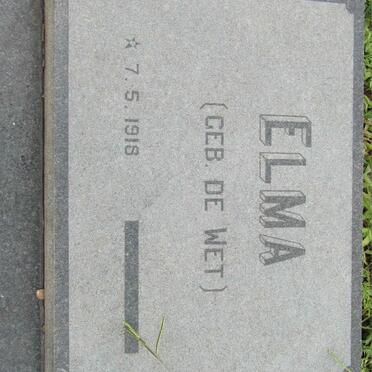 ELMA
(GEB. DE WET)
☆ 7. 5. 1918